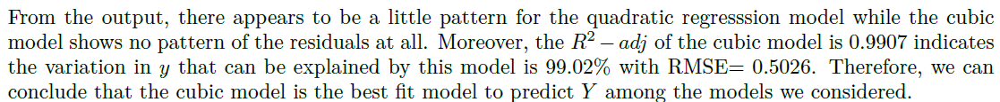 From the output, there appears to be a little pattern for the quadratic regresssion model while the cubic
model shows no pattern of the residuals at all. Moreover, the R² – adj of the cubic model is 0.9907 indicates
the variation in y that can be explained by this model is 99.02% with RMSE= 0.5026. Therefore, we can
conclude that the cubic model is the best fit model to predict Y among the models we considered.